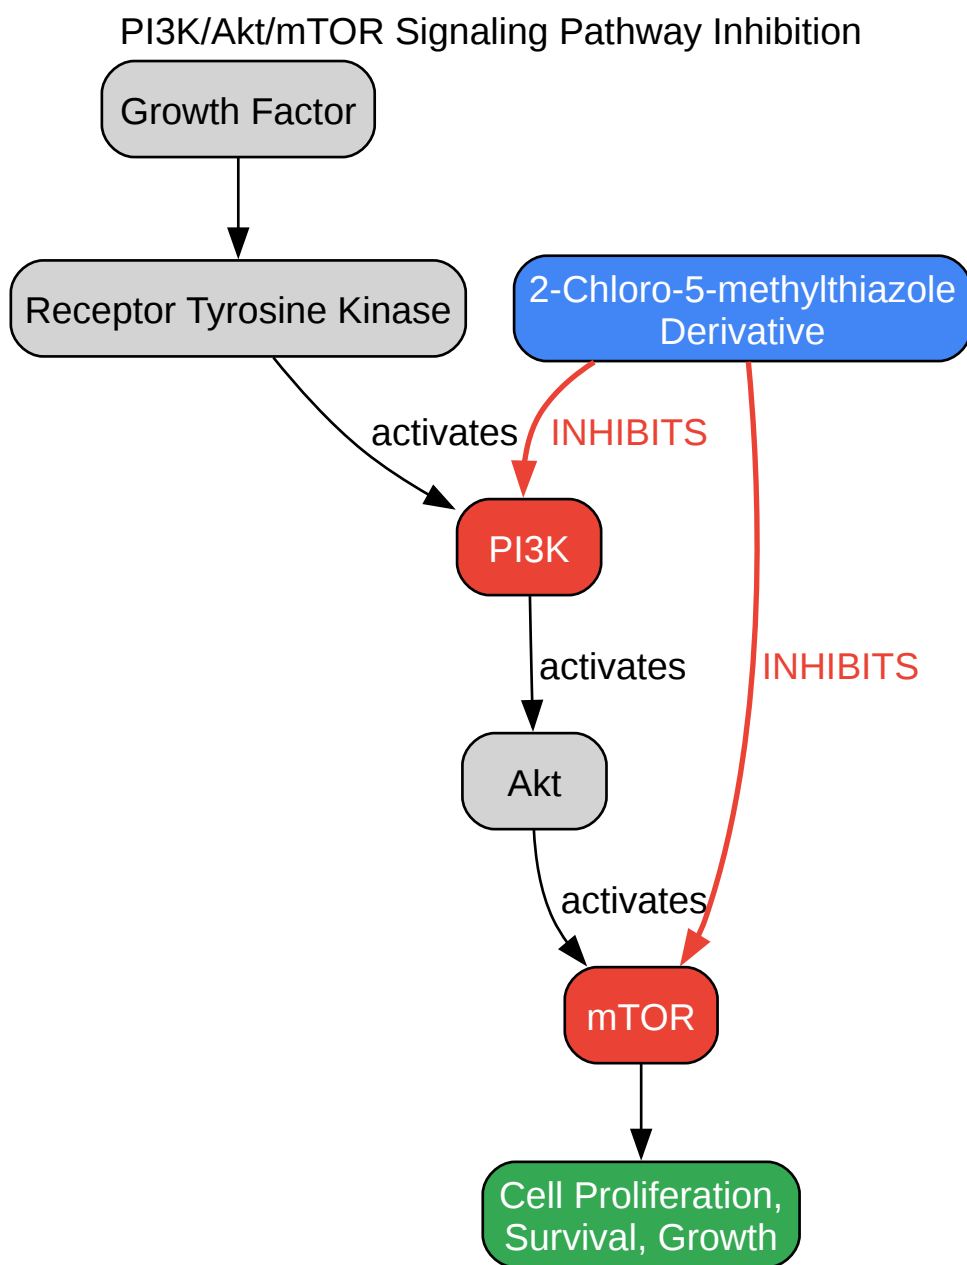 PI3K/Akt/mTOR Signaling Pathway Inhibition
Growth Factor
Receptor Tyrosine Kinase
2-Chloro-5-methylthiazole
Derivative
activates
INHIBITS
PI3K
activates
INHIBITS
Akt
activates
mTOR
Cell Proliferation,
Survival, Growth